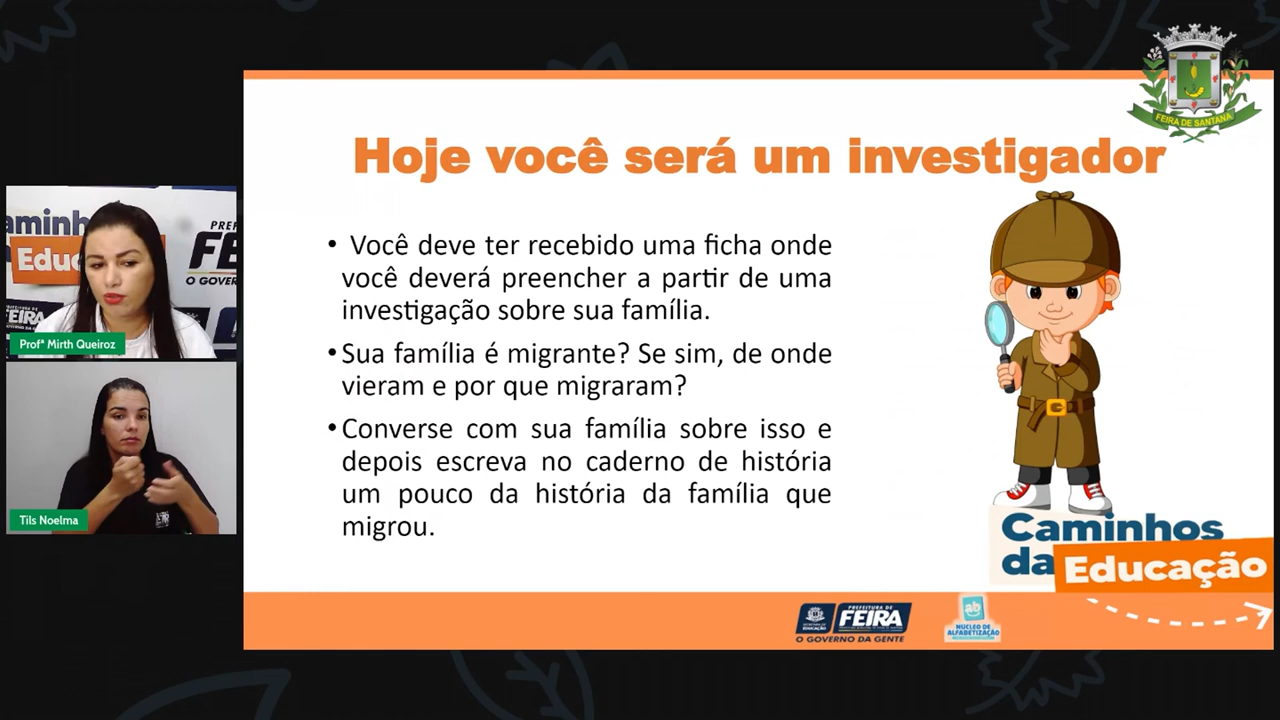 FEIRA DE SANTANA
Hoje você será um investigador
• Você deve ter recebido uma ficha onde
você deverá preencher a partir de uma
investigação sobre sua família.
• Sua família é migrante? Se sim, de onde
vieram e por que migraram?
• Converse com sua família sobre isso e
depois escreva no caderno de história
um pouco da história da família que
migrou.
Profª Mirth Queiroz
Tils Noelma
Caminhos
da Educação
PREFEITURA DE
FEIRA
O GOVERNO DA GENTE
ab
NÚCLEO DE
ALFABETIZAÇÃO